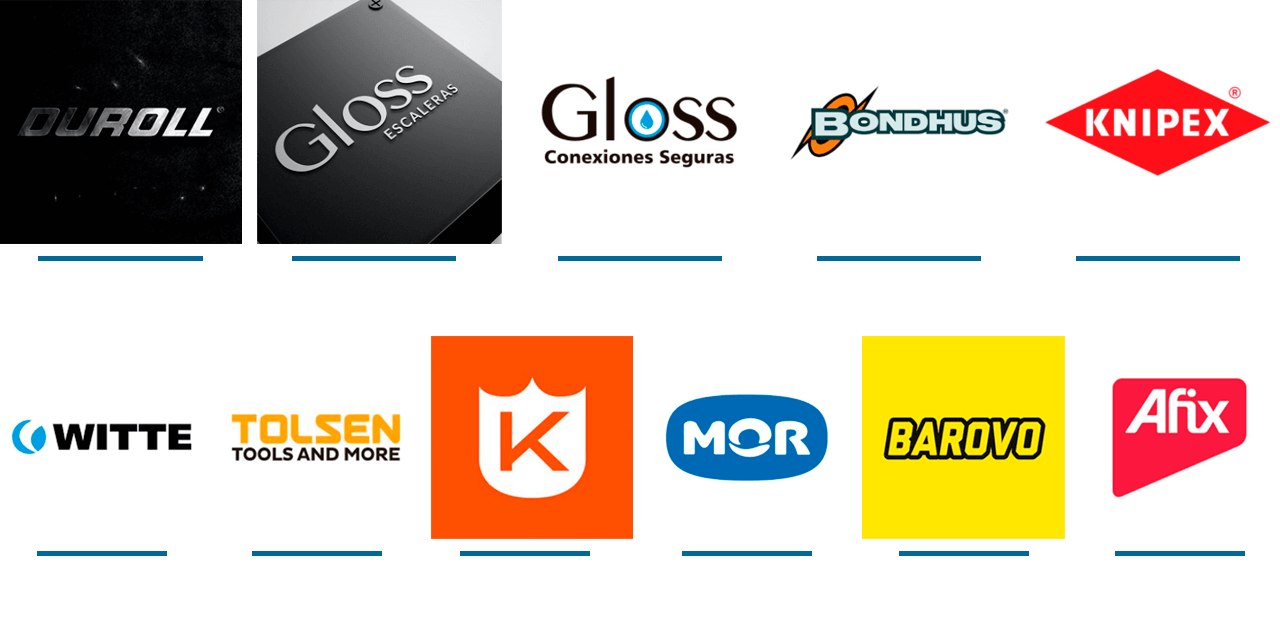 DUROLL®
Gloss
ESCALERAS
Gloss
Conexiones Seguras
BONDHUS®
KNIPEX®
WITTE
TOLSEN
TOOLS AND MORE
K
MOR
BAROVO
Afix